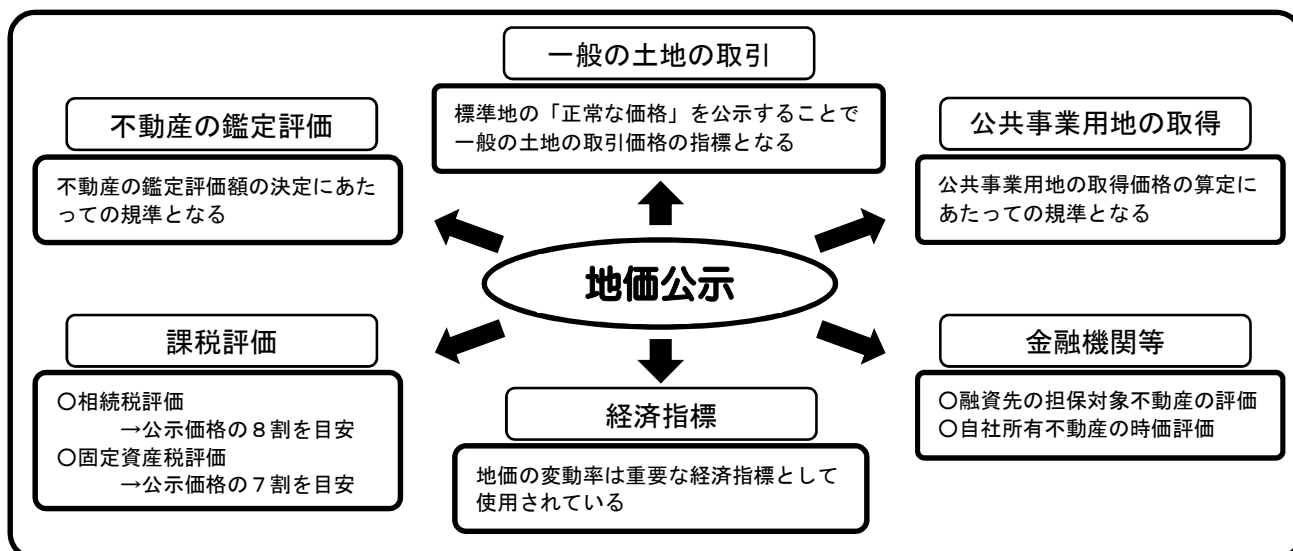 一般の土地の取引
標準地の「正常な価格」を公示することで
一般の土地の取引価格の指標となる
不動産の鑑定評価
不動産の鑑定評価額の決定にあた
っての規準となる
公共事業用地の取得
公共事業用地の取得価格の算定に
あたっての規準となる
地価公示
課税評価
〇相続税評価
→公示価格の8割を目安
〇固定資産税評価
→公示価格の7割を目安
経済指標
地価の変動率は重要な経済指標として
使用されている
金融機関等
〇融資先の担保対象不動産の評価
〇自社所有不動産の時価評価